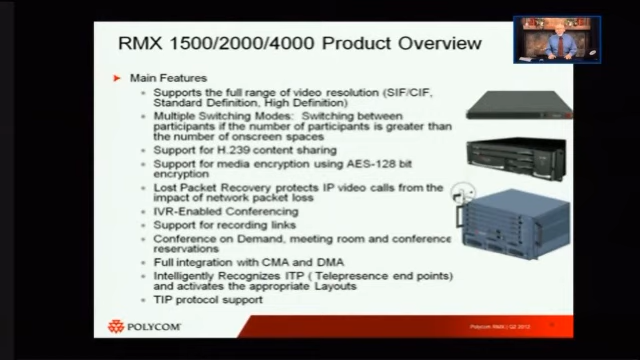 RMX 1500/2000/4000 Product Overview
Main Features
Supports the full range of video resolution (SIF/CIF,
Standard Definition, High Definition)
Multiple Switching Modes: Switching between
participants if the number of participants is greater than
the number of onscreen spaces
Support for H.239 content sharing
Support for media encryption using AES-128 bit
encryption
Lost Packet Recovery protects IP video calls from the
impact of network packet loss
IVR-Enabled Conferencing
Support for recording links
Conference on Demand, meeting room and conference
reservations
Full integration with CMA and DMA
Intelligently Recognizes ITP ( Telepresence end points)
and activates the appropriate Layouts
TIP protocol support
POLYCOM
Polycom RMX | Q2 2012